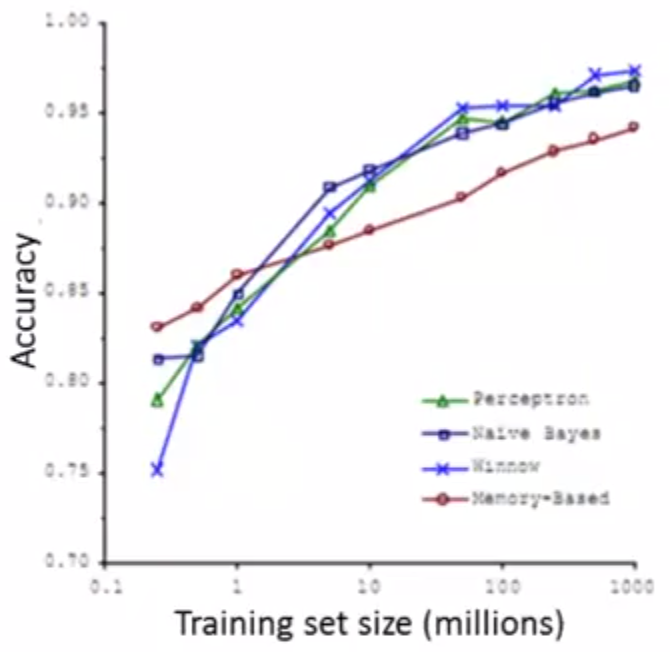 1.00
0.95
0.90
0.85
0.80
0.75
0.70
Accuracy
0.1
1
10
100
1000
Training set size (millions)
Perceptron
Naïve Bayes
Winnow
Memory-Based